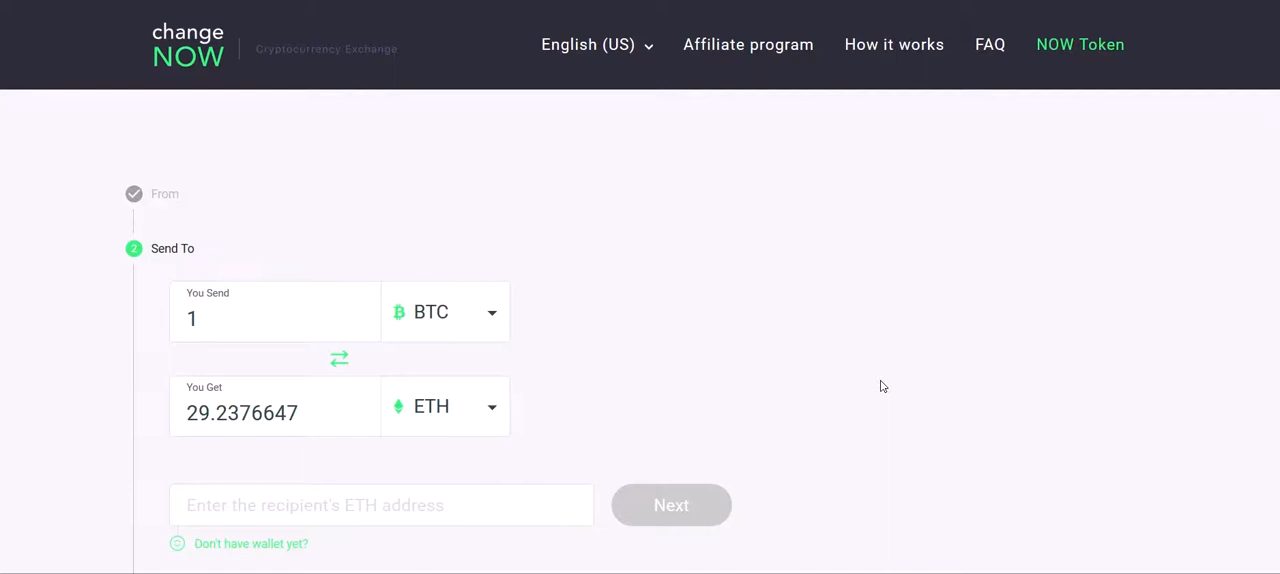 change
NOW
Cryptocurrency Exchange
English (US)
Affiliate program
How it works
FAQ
NOW Token
From
2
Send To
You Send
1
BTC
You Get
29.2376647
ETH
Enter the recipient's ETH address
Next
Don't have wallet yet?